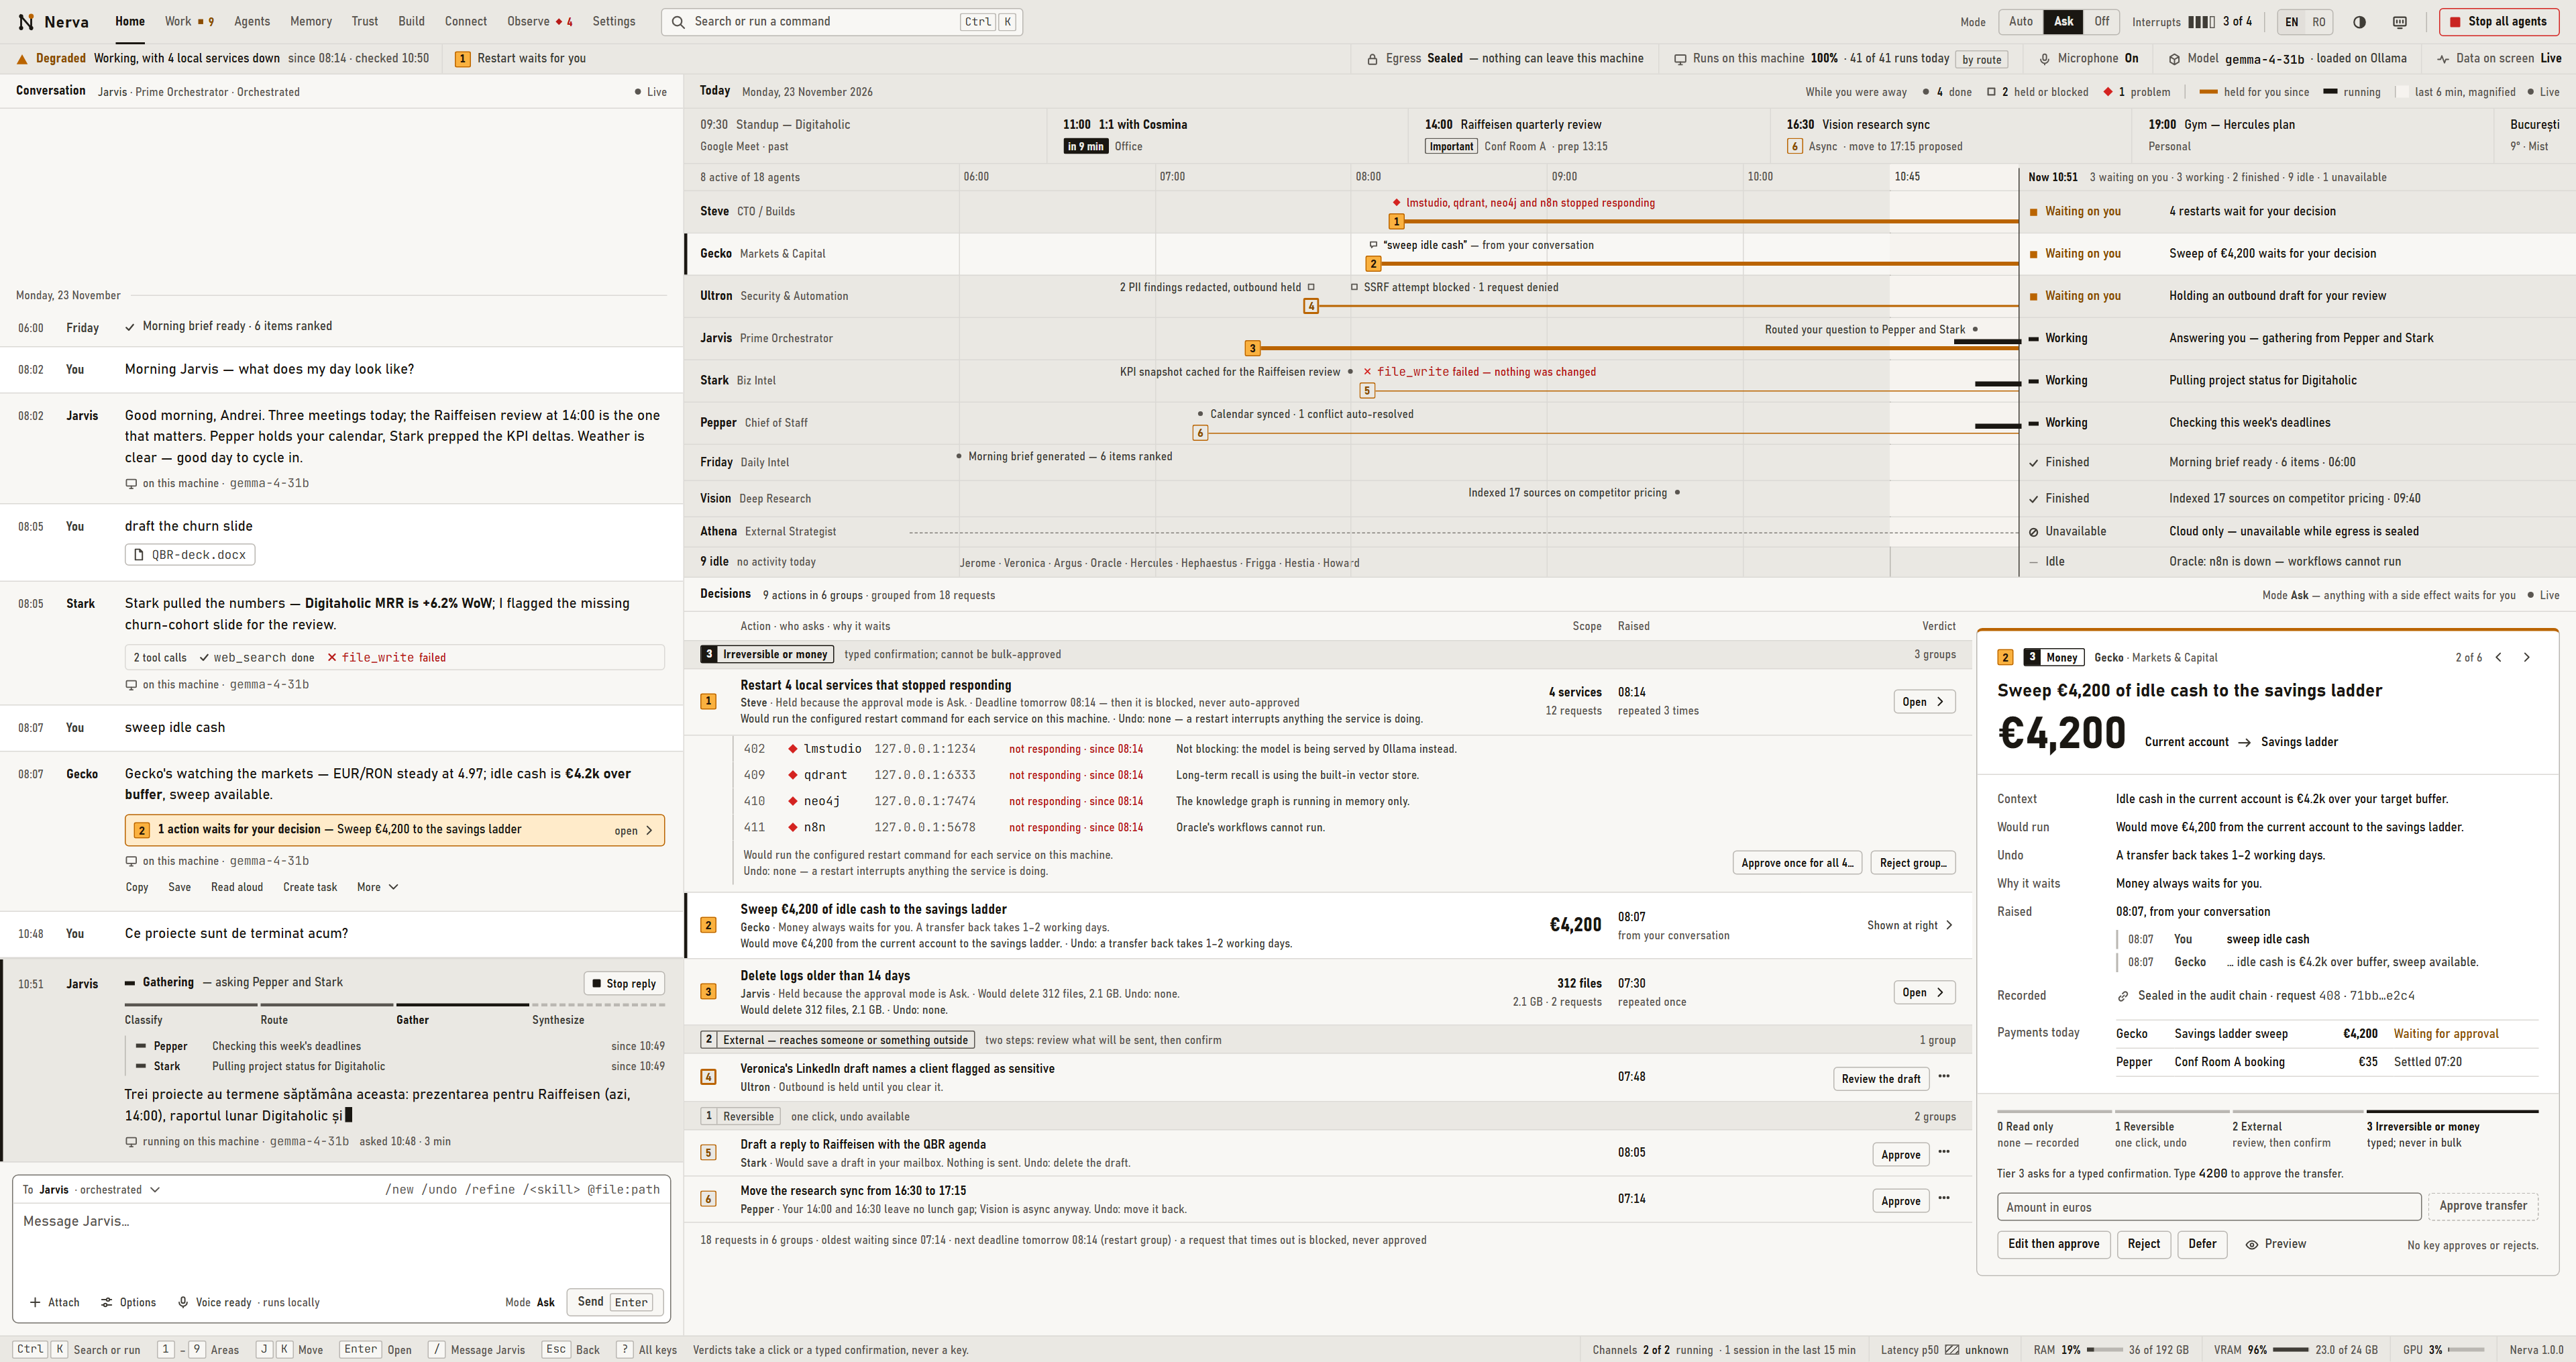 Nerva Home Work 9 Agents Memory Trust Build Connect Observe 4 Settings Search or run a command Ctrl K Mode Auto Ask Off Interrupts 3 of 4 EN RO Stop all agents
Degraded Working, with 4 local services down since 08:14 · checked 10:50 1 Restart waits for you Egress Sealed — nothing can leave this machine Runs on this machine 100% · 41 of 41 runs today by route Microphone On Model gemma-4-31b · loaded on Ollama Data on screen Live
Conversation Jarvis · Prime Orchestrator · Orchestrated Live
Monday, 23 November
06:00 Friday Morning brief ready · 6 items ranked
08:02 You Morning Jarvis — what does my day look like?
08:02 Jarvis Good morning, Andrei. Three meetings today; the Raiffeisen review at 14:00 is the one
that matters. Pepper holds your calendar, Stark prepped the KPI deltas. Weather is
clear — good day to cycle in.
on this machine · gemma-4-31b
08:05 You draft the churn slide
QBR-deck.docx
08:05 Stark Stark pulled the numbers — Digitaholic MRR is +6.2% WoW; I flagged the missing
churn-cohort slide for the review.
2 tool calls web_search done file_write failed
on this machine · gemma-4-31b
08:07 You sweep idle cash
08:07 Gecko Gecko's watching the markets — EUR/RON steady at 4.97; idle cash is €4.2k over
buffer, sweep available.
2 1 action waits for your decision — Sweep €4,200 to the savings ladder open
on this machine · gemma-4-31b
Copy Save Read aloud Create task More
10:48 You Ce proiecte sunt de terminat acum?
10:51 Jarvis Gathering — asking Pepper and Stark Stop reply
Classify Route Gather Synthesize
Pepper Checking this week's deadlines since 10:49
Stark Pulling project status for Digitaholic since 10:49
Trei proiecte au termene săptămâna aceasta: prezentarea pentru Raiffeisen (azi,
14:00), raportul lunar Digitaholic și
running on this machine · gemma-4-31b asked 10:48 · 3 min
To Jarvis · orchestrated /new /undo /refine /<skill> @file:path
Message Jarvis…
Attach Options Voice ready · runs locally Mode Ask Send Enter
Today Monday, 23 November 2026 While you were away 4 done 2 held or blocked 1 problem held for you since running last 6 min, magnified Live
09:30 Standup — Digitaholic 11:00 1:1 with Cosmina 14:00 Raiffeisen quarterly review 16:30 Vision research sync 19:00 Gym — Hercules plan București
Google Meet · past in 9 min Office Important Conf Room A · prep 13:15 6 Async · move to 17:15 proposed Personal 9° · Mist
8 active of 18 agents 06:00 07:00 08:00 09:00 10:00 10:45 Now 10:51 3 waiting on you · 3 working · 2 finished · 9 idle · 1 unavailable
lmstudio, qdrant, neo4j and n8n stopped responding
Steve CTO / Builds 1 Waiting on you 4 restarts wait for your decision
"sweep idle cash" — from your conversation
Gecko Markets & Capital 2 Waiting on you Sweep of €4,200 waits for your decision
2 PII findings redacted, outbound held SSRF attempt blocked · 1 request denied
Ultron Security & Automation 4 Waiting on you Holding an outbound draft for your review
Routed your question to Pepper and Stark
Jarvis Prime Orchestrator 3 Working Answering you — gathering from Pepper and Stark
KPI snapshot cached for the Raiffeisen review file_write failed — nothing was changed
Stark Biz Intel 5 Working Pulling project status for Digitaholic
Calendar synced · 1 conflict auto-resolved
Pepper Chief of Staff 6 Working Checking this week's deadlines
Friday Daily Intel Morning brief generated — 6 items ranked Finished Morning brief ready · 6 items · 06:00
Vision Deep Research Indexed 17 sources on competitor pricing Finished Indexed 17 sources on competitor pricing · 09:40
Athena External Strategist Unavailable Cloud only — unavailable while egress is sealed
9 idle no activity today Jerome · Veronica · Argus · Oracle · Hercules · Hephaestus · Frigga · Hestia · Howard Idle Oracle: n8n is down — workflows cannot run
Decisions 9 actions in 6 groups · grouped from 18 requests Mode Ask — anything with a side effect waits for you Live
Action · who asks · why it waits Scope Raised Verdict
3 Irreversible or money typed confirmation; cannot be bulk-approved 3 groups
1 Restart 4 local services that stopped responding 4 services 08:14 Open
Steve · Held because the approval mode is Ask. · Deadline tomorrow 08:14 — then it is blocked, never auto-approved 12 requests repeated 3 times
Would run the configured restart command for each service on this machine. · Undo: none — a restart interrupts anything the service is doing.
402 lmstudio 127.0.0.1:1234 not responding · since 08:14 Not blocking: the model is being served by Ollama instead.
409 qdrant 127.0.0.1:6333 not responding · since 08:14 Long-term recall is using the built-in vector store.
410 neo4j 127.0.0.1:7474 not responding · since 08:14 The knowledge graph is running in memory only.
411 n8n 127.0.0.1:5678 not responding · since 08:14 Oracle's workflows cannot run.
Would run the configured restart command for each service on this machine.
Undo: none — a restart interrupts anything the service is doing. Approve once for all 4… Reject group…
2 Sweep €4,200 of idle cash to the savings ladder €4,200 08:07 Shown at right
Gecko · Money always waits for you. A transfer back takes 1–2 working days. from your conversation
Would move €4,200 from the current account to the savings ladder. · Undo: a transfer back takes 1–2 working days.
3 Delete logs older than 14 days 312 files 07:30 Open
Jarvis · Held because the approval mode is Ask. · Would delete 312 files, 2.1 GB. Undo: none. 2.1 GB · 2 requests repeated once
Would delete 312 files, 2.1 GB. · Undo: none.
2 External — reaches someone or something outside two steps: review what will be sent, then confirm 1 group
4 Veronica's LinkedIn draft names a client flagged as sensitive 07:48 Review the draft
Ultron · Outbound is held until you clear it.
1 Reversible one click, undo available 2 groups
5 Draft a reply to Raiffeisen with the QBR agenda 08:05 Approve
Stark · Would save a draft in your mailbox. Nothing is sent. Undo: delete the draft.
6 Move the research sync from 16:30 to 17:15 07:14 Approve
Pepper · Your 14:00 and 16:30 leave no lunch gap; Vision is async anyway. Undo: move it back.
18 requests in 6 groups · oldest waiting since 07:14 · next deadline tomorrow 08:14 (restart group) · a request that times out is blocked, never approved
2 3 Money Gecko · Markets & Capital 2 of 6
Sweep €4,200 of idle cash to the savings ladder
€4,200 Current account → Savings ladder
Context Idle cash in the current account is €4.2k over your target buffer.
Would run Would move €4,200 from the current account to the savings ladder.
Undo A transfer back takes 1–2 working days.
Why it waits Money always waits for you.
Raised 08:07, from your conversation
08:07 You sweep idle cash
08:07 Gecko … idle cash is €4.2k over buffer, sweep available.
Recorded Sealed in the audit chain · request 408 · 71bb…e2c4
Payments today Gecko Savings ladder sweep €4,200 Waiting for approval
Pepper Conf Room A booking €35 Settled 07:20
0 Read only 1 Reversible 2 External 3 Irreversible or money
none — recorded one click, undo review, then confirm typed; never in bulk
Tier 3 asks for a typed confirmation. Type 4200 to approve the transfer.
Amount in euros Approve transfer
Edit then approve Reject Defer Preview No key approves or rejects.
Ctrl K Search or run 1 – 9 Areas J K Move Enter Open / Message Jarvis Esc Back ? All keys Verdicts take a click or a typed confirmation, never a key. Channels 2 of 2 running · 1 session in the last 15 min Latency p50 unknown RAM 19% 36 of 192 GB VRAM 96% 23.0 of 24 GB GPU 3% Nerva 1.0.0